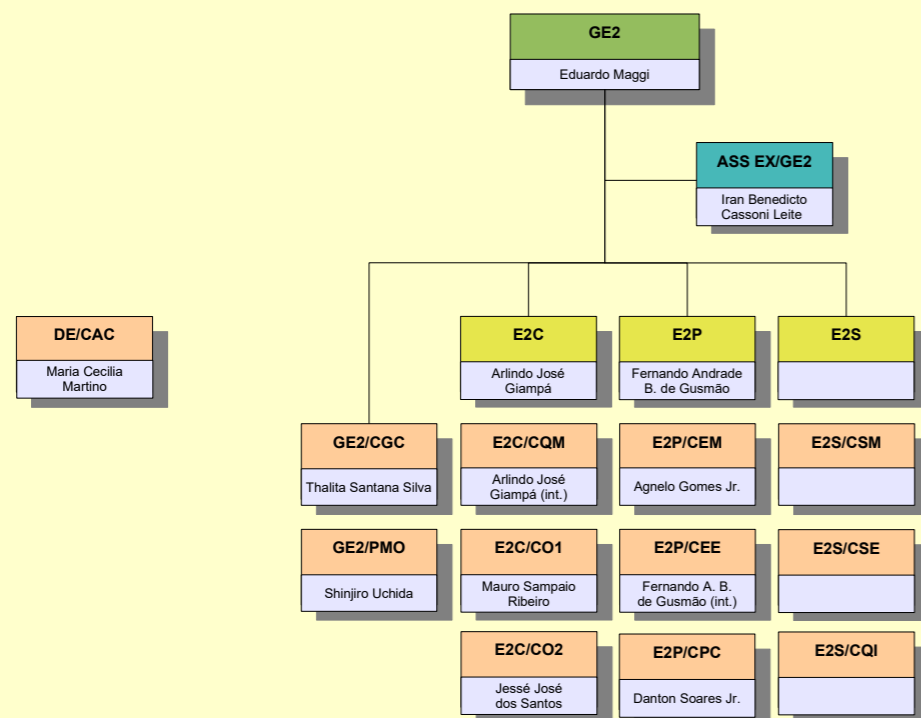 GE2
Eduardo Maggi
ASS EX/GE2
Iran Benedicto
Cassoni Leite
DE/CAC
Maria Cecilia
Martino
E2C
Arlindo José
Giampá
E2P
Fernando Andrade
B. de Gusmão
E2S
GE2/CGC
Thalita Santana Silva
E2C/CQM
Arlindo José
Giampá (int.)
E2P/CEM
Agnelo Gomes Jr.
E2S/CSM
GE2/PMO
Shinjiro Uchida
E2C/CO1
Mauro Sampaio
Ribeiro
E2P/CEE
Fernando A. B.
de Gusmão (int.)
E2S/CSE
E2C/CO2
Jessé José
dos Santos
E2P/CPC
Danton Soares Jr.
E2S/CQI